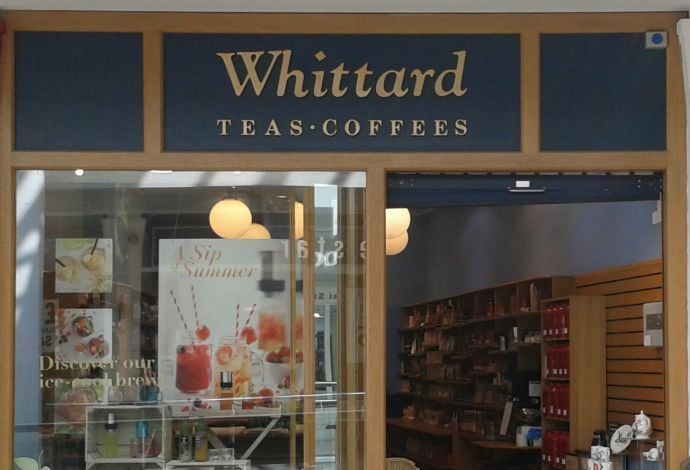 Whittard
TEAS·COFFEES
A Sip
of Summer
Discover our
ice-cool brew